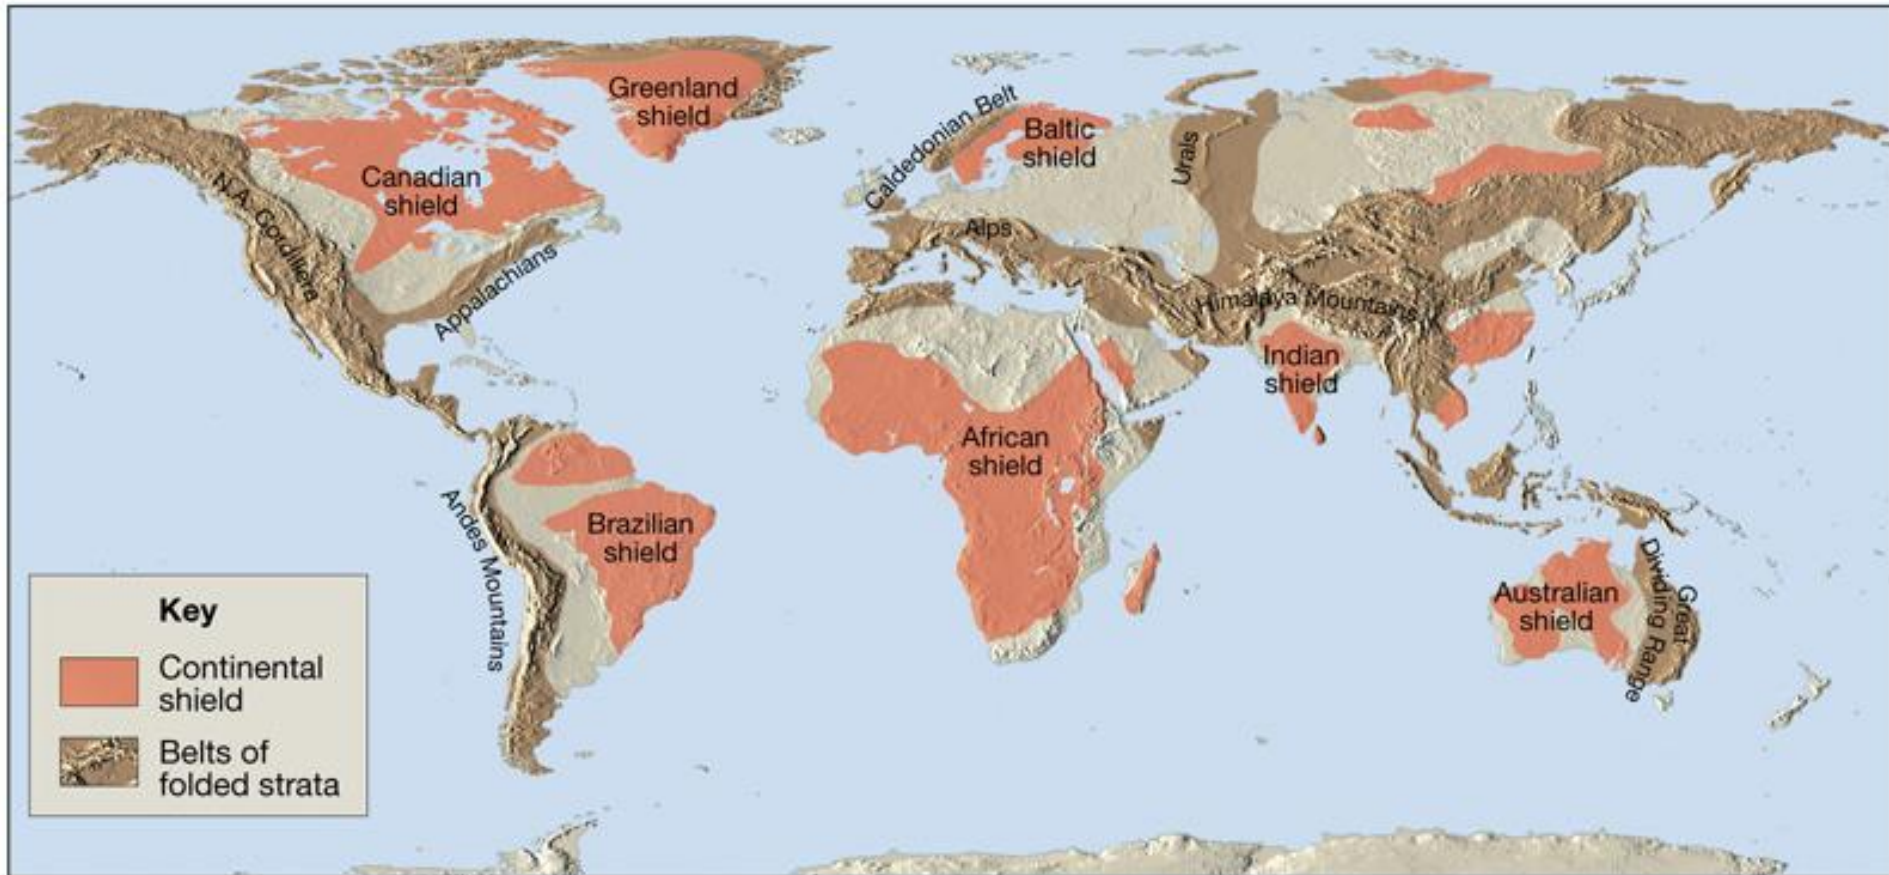 Greenland
shield
Canadian
shield
N.A. Cordillera
Appalachians
Caldedonian Belt
Baltic
shield
Urals
Alps
Himalaya Mountains
Indian
shield
African
shield
Andes Mountains
Brazilian
shield
Australian
shield
Great
Dividing Range
Key
Continental
shield
Belts of
folded strata